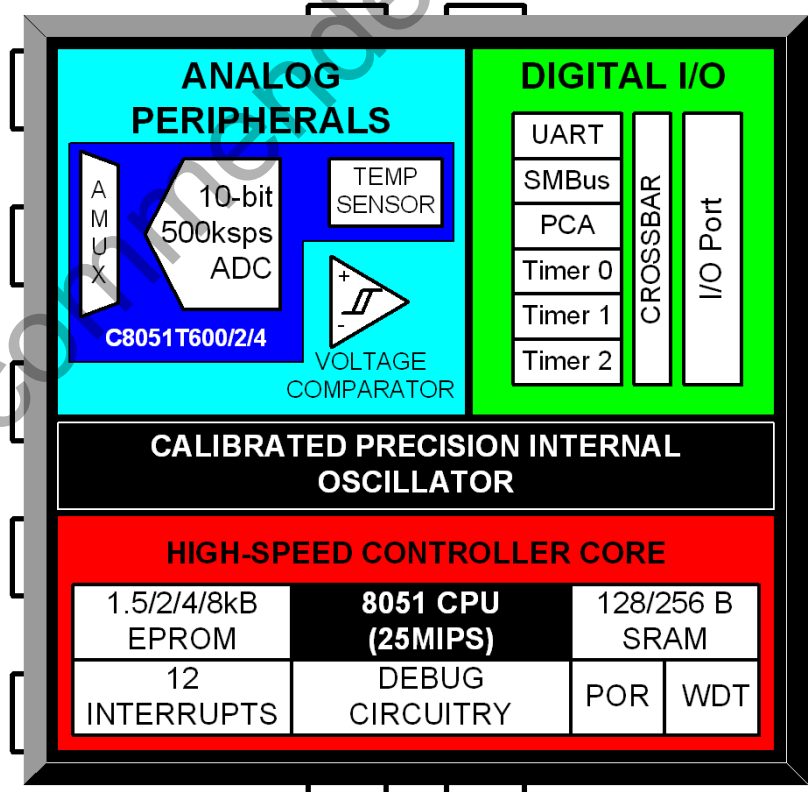 ANALOG
PERIPHERALS
A
M
U
X
10-bit
500ksps
ADC
TEMP
SENSOR
C8051T600/2/4
+
-
VOLTAGE
COMPARATOR
DIGITAL I/O
UART
SMBus
PCA
Timer 0
Timer 1
Timer 2
CROSSBAR
I/O Port
CALIBRATED PRECISION INTERNAL
OSCILLATOR
HIGH-SPEED CONTROLLER CORE
1.5/2/4/8kB
EPROM
8051 CPU
(25MIPS)
128/256 B
SRAM
12
INTERRUPTS
DEBUG
CIRCUITRY
POR
WDT